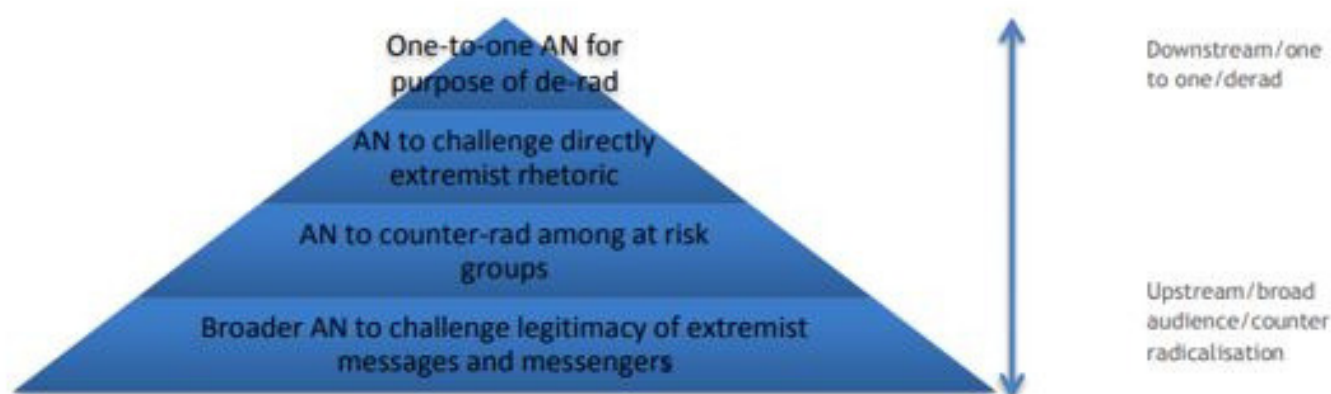 One-to-one AN for
purpose of de-rad
AN to challenge directly
extremist rhetoric
AN to counter-rad among at risk
groups
Broader AN to challenge legitimacy of extremist
messages and messengers
Downstream/one
to one/derad
Upstream/broad
audience/counter
radicalisation